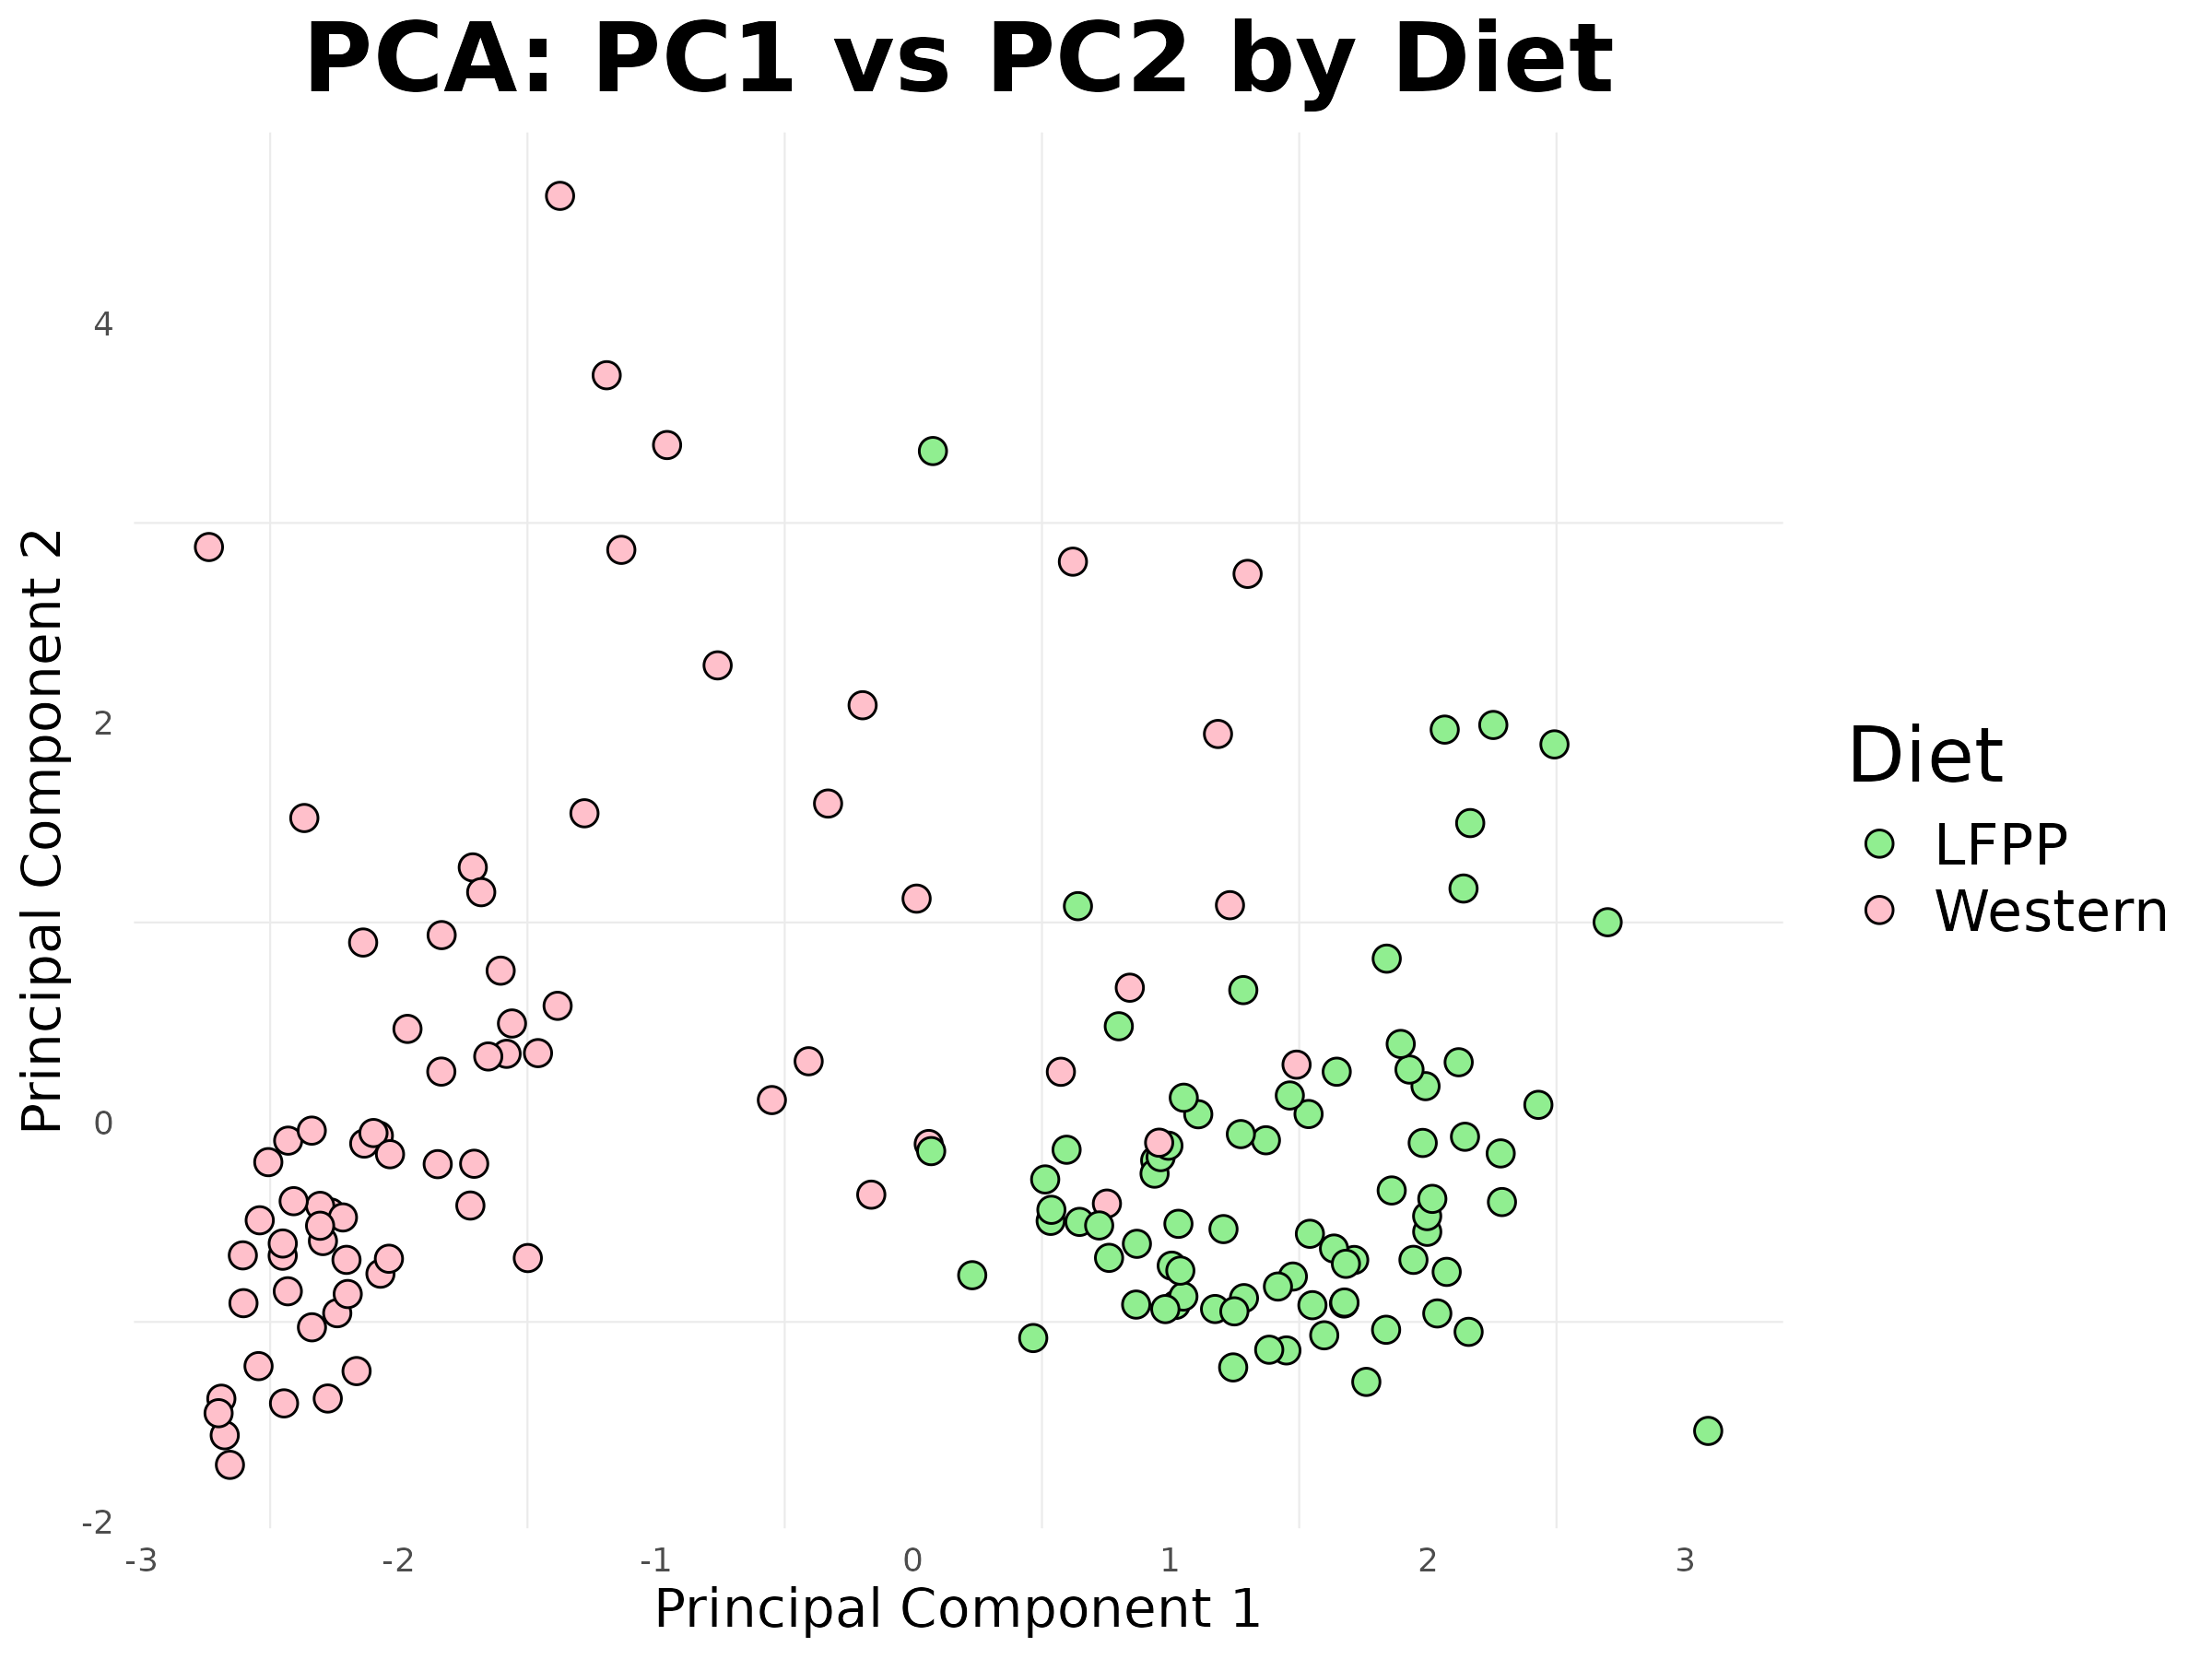 PCA: PC1 vs PC2 by Diet
Principal Component 2
4
2
0
-2
-3 -2 -1 0 1 2 3
Principal Component 1
Diet
LFPP
Western